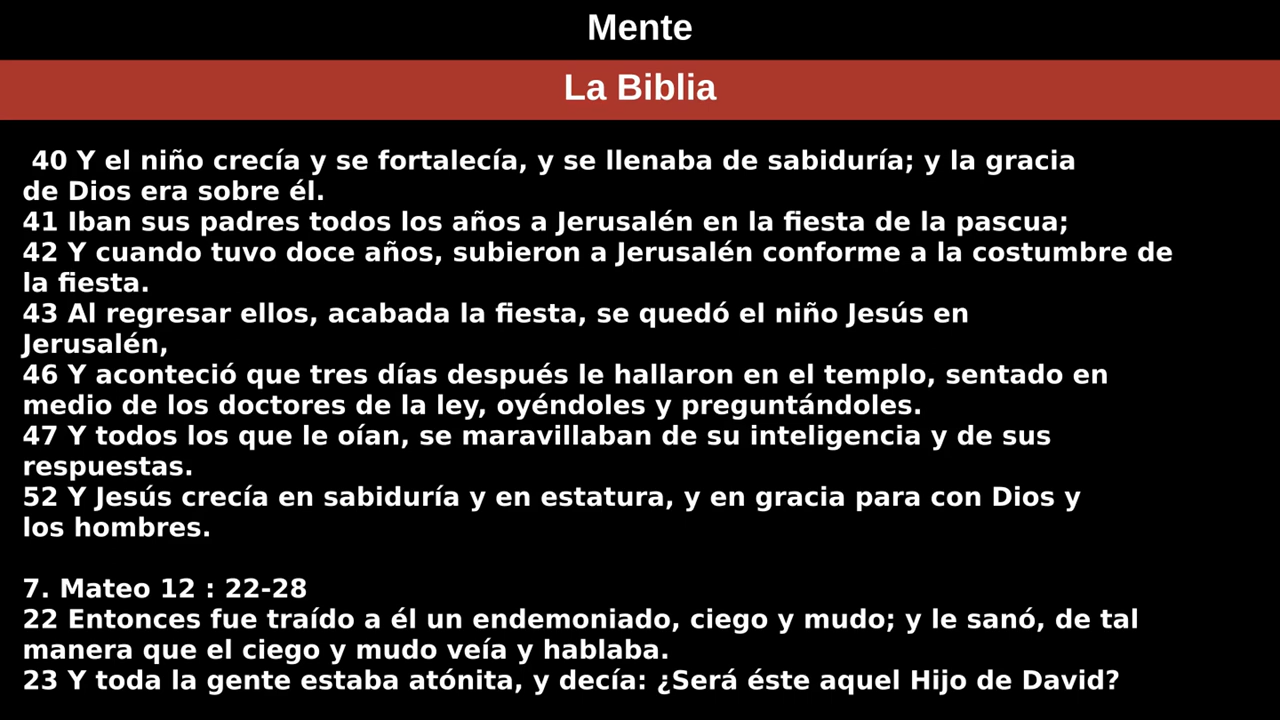 Mente
La Biblia
40 Y el niño crecía y se fortalecía, y se llenaba de sabiduría; y la gracia
de Dios era sobre él.
41 Iban sus padres todos los años a Jerusalén en la fiesta de la pascua;
42 Y cuando tuvo doce años, subieron a Jerusalén conforme a la costumbre de
la fiesta.
43 Al regresar ellos, acabada la fiesta, se quedó el niño Jesús en
Jerusalén,
46 Y aconteció que tres días después le hallaron en el templo, sentado en
medio de los doctores de la ley, oyéndoles y preguntándoles.
47 Y todos los que le oían, se maravillaban de su inteligencia y de sus
respuestas.
52 Y Jesús crecía en sabiduría y en estatura, y en gracia para con Dios y
los hombres.
7. Mateo 12 : 22-28
22 Entonces fue traído a él un endemoniado, ciego y mudo; y le sanó, de tal
manera que el ciego y mudo veía y hablaba.
23 Y toda la gente estaba atónita, y decía: ¿Será éste aquel Hijo de David?